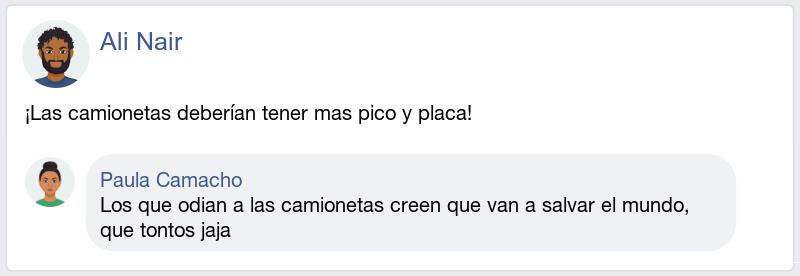 Ali Nair
¡Las camionetas deberían tener mas pico y placa!
Paula Camacho
Los que odian a las camionetas creen que van a salvar el mundo,
que tontos jaja